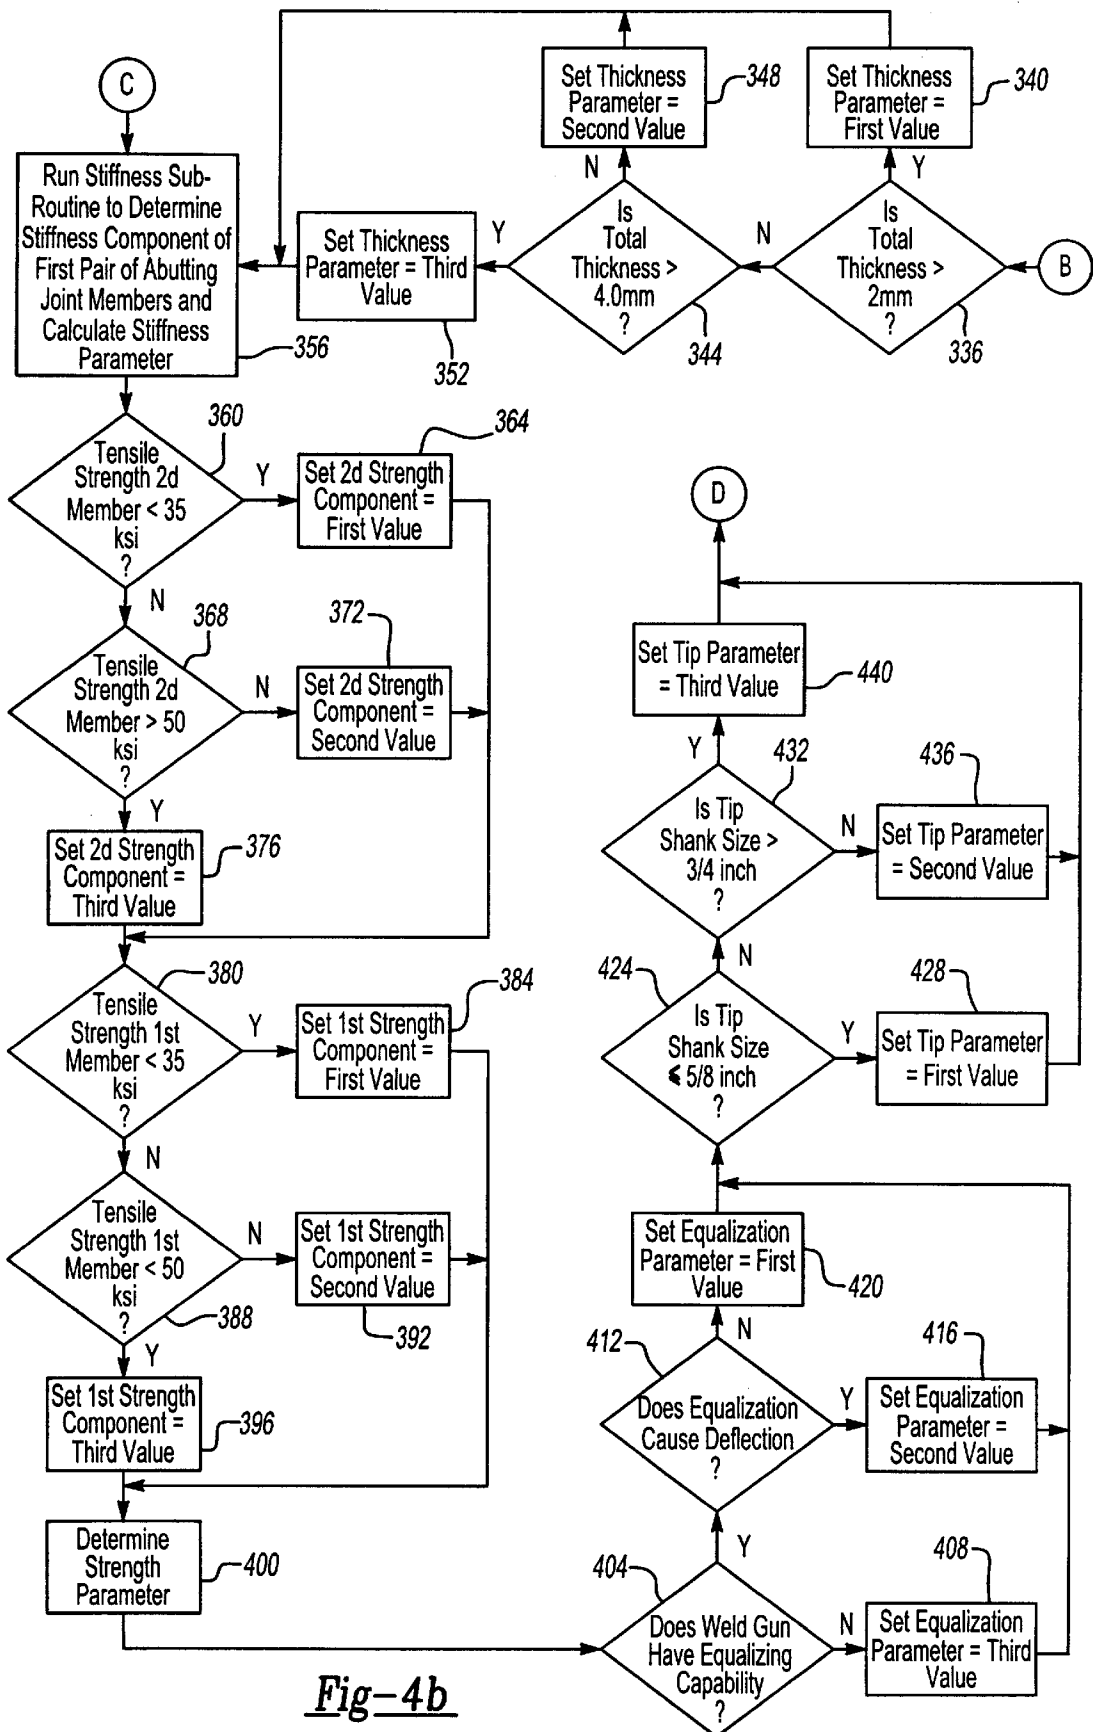 C
Run Stiffness Sub-
Routine to Determine
Stiffness Component of
First Pair of Abutting
Joint Members and
Calculate Stiffness
Parameter
356
Set Thickness
Parameter = Third
Value
352
Y
Is
Total
Thickness >
4.0mm
?
344
N
Set Thickness
Parameter =
Second Value
348
N
Is
Total
Thickness >
2mm
?
336
Y
Set Thickness
Parameter =
First Value
340
B
Tensile
Strength 2d
Member < 35
ksi
?
360
Y
Set 2d Strength
Component =
First Value
364
N
Tensile
Strength 2d
Member > 50
ksi
?
368
N
Set 2d Strength
Component =
Second Value
372
Y
Set 2d Strength
Component =
Third Value
376
Tensile
Strength 1st
Member < 35
ksi
?
380
Y
Set 1st Strength
Component =
First Value
384
N
Tensile
Strength 1st
Member < 50
ksi
?
388
N
Set 1st Strength
Component =
Second Value
392
Y
Set 1st Strength
Component =
Third Value
396
Determine
Strength
Parameter
400
D
Set Tip Parameter
= Third Value
440
Y
Is Tip
Shank Size >
3/4 inch
?
432
N
Set Tip Parameter
= Second Value
436
N
Is Tip
Shank Size
≤ 5/8 inch
?
424
Y
Set Tip Parameter
= First Value
428
Set Equalization
Parameter = First
Value
420
N
Does Equalization
Cause Deflection
?
412
Y
Set Equalization
Parameter =
Second Value
416
Y
Does Weld Gun
Have Equalizing
Capability
?
404
N
Set Equalization
Parameter = Third
Value
408
Fig-4b